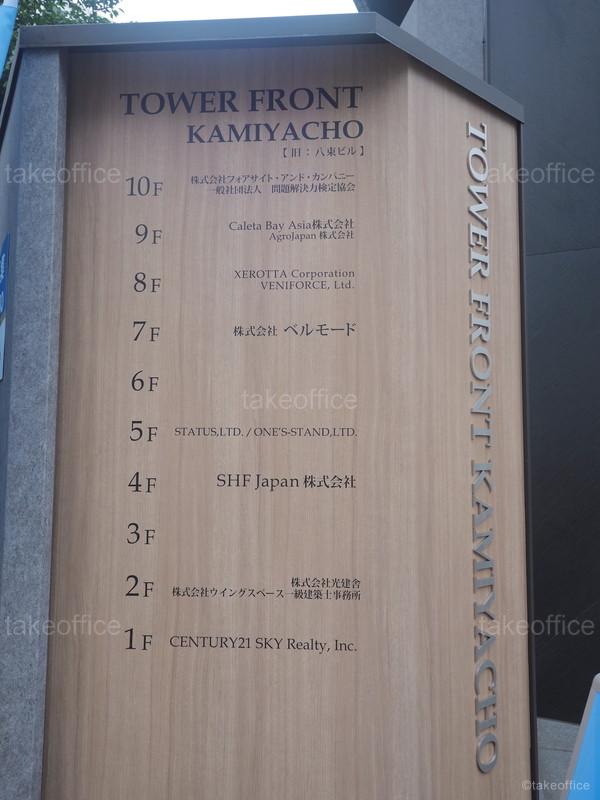 TOWER FRONT
KAMIYACHO
【旧：八束ビル】
10F 株式会社フォアサイト・アンド・カンパニー
一般社団法人 問題解決力検定協会
9F Caleta Bay Asia株式会社
AgroJapan 株式会社
8F XEROTTA Corporation
VENIFORCE, Ltd.
7F 株式会社 ベルモード
6F
5F STATUS,LTD. / ONE'S-STAND,LTD.
4F SHF Japan 株式会社
3F
2F 株式会社光建舎
株式会社ウイングスペース一級建築士事務所
1F CENTURY21 SKY Realty, Inc.
TOWER FRONT KAMIYACHO
takeoffice
takeoffice
takeoffice
takeoffice
takeoffice
©takeoffice